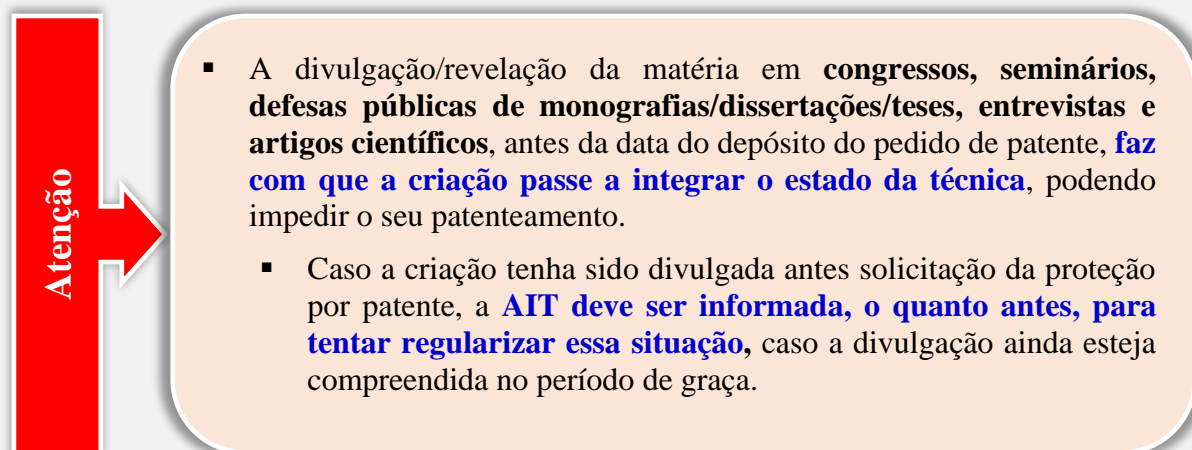 Atenção
▪ A divulgação/revelação da matéria em congressos, seminários,
defesas públicas de monografias/dissertações/teses, entrevistas e
artigos científicos, antes da data do depósito do pedido de patente, faz
com que a criação passe a integrar o estado da técnica, podendo
impedir o seu patenteamento.
▪ Caso a criação tenha sido divulgada antes solicitação da proteção
por patente, a AIT deve ser informada, o quanto antes, para
tentar regularizar essa situação, caso a divulgação ainda esteja
compreendida no período de graça.